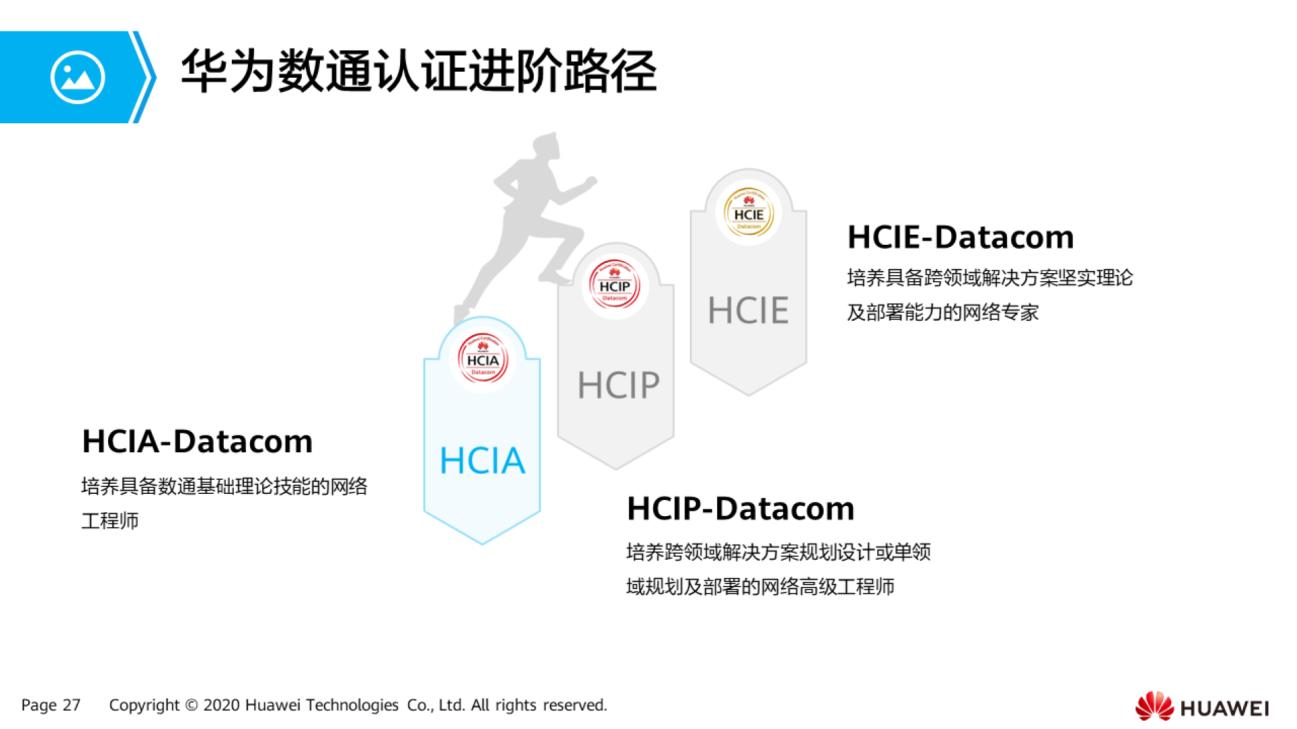 华为数通认证进阶路径
HCIE
Datacom
HCIE
HCIE-Datacom
培养具备跨领域解决方案坚实理论
及部署能力的网络专家
HCIP
Datacom
HCIP
HCIA
Datacom
HCIA
HCIA-Datacom
培养具备数通基础理论技能的网络
工程师
HCIP-Datacom
培养跨领域解决方案规划设计或单领
域规划及部署的网络高级工程师
Page 27 Copyright © 2020 Huawei Technologies Co., Ltd. All rights reserved.
HUAWEI